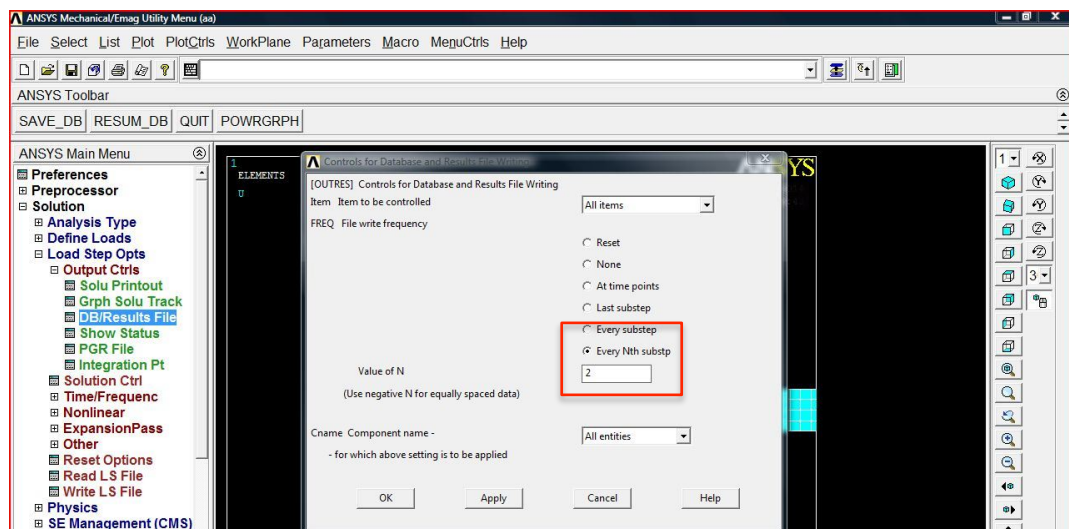 ANSYS Mechanical/Emag Utility Menu (aa)
File Select List Plot PlotCtrls WorkPlane Parameters Macro MenuCtrls Help
ANSYS Toolbar
SAVE_DB RESUM_DB QUIT POWRGRPH
ANSYS Main Menu
Preferences
Preprocessor
Solution
Analysis Type
Define Loads
Load Step Opts
Output Ctrls
Solu Printout
Grph Solu Track
DB/Results File
Show Status
PGR File
Integration Pt
Solution Ctrl
Time/Frequenc
Nonlinear
ExpansionPass
Other
Reset Options
Read LS File
Write LS File
Physics
SE Management (CMS)
1
ELEMENTS
U
YS
Controls for Database and Results File Writing
[OUTRES] Controls for Database and Results File Writing
Item Item to be controlled All items
FREQ File write frequency
Reset
None
At time points
Last substep
Every substep
Every Nth substp
Value of N 2
(Use negative N for equally spaced data)
Cname Component name - All entities
- for which above setting is to be applied
OK Apply Cancel Help
1
3